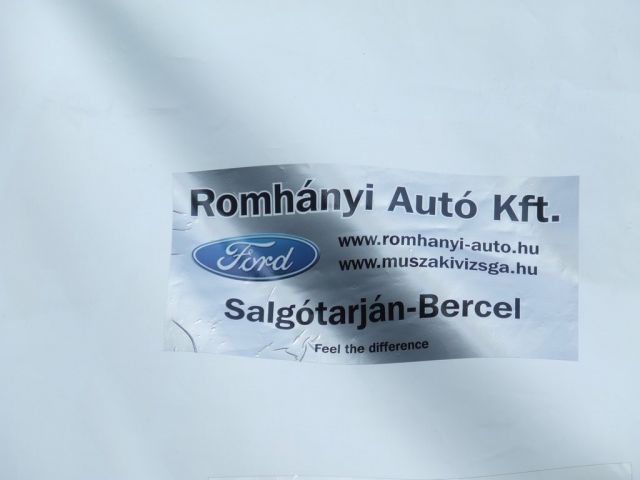 Romhányi Autó Kft.
Ford
www.romhanyi-auto.hu
www.muszakivizsga.hu
Salgótarján-Bercel
Feel the difference